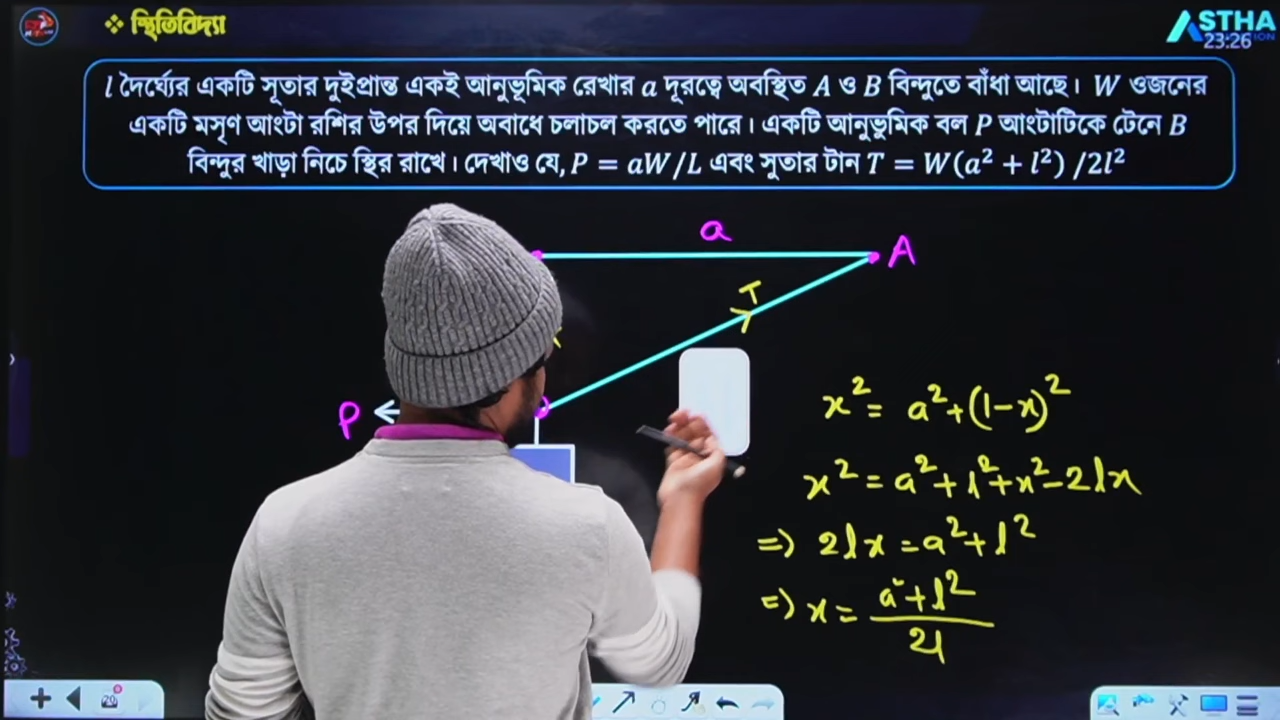 ❖ স্থিতিবিদ্যা
ASTHA
23:26
l দৈর্ঘ্যের একটি সূতার দুইপ্রান্ত একই আনুভূমিক রেখার a দূরত্বে অবস্থিত A ও B বিন্দুতে বাঁধা আছে। W ওজনের
একটি মসৃণ আংটা রশির উপর দিয়ে অবাধে চলাচল করতে পারে। একটি আনুভুমিক বল P আংটাটিকে টেনে B
বিন্দুর খাড়া নিচে স্থির রাখে। দেখাও যে, P = aW/L এবং সুতার টান T = W(a² + l²) /2l²
a
A
T
P
x² = a²+(l-x)²
x² = a²+l²+x²-2lx
=> 2lx = a²+l²
=> x = (a²+l²)/2l